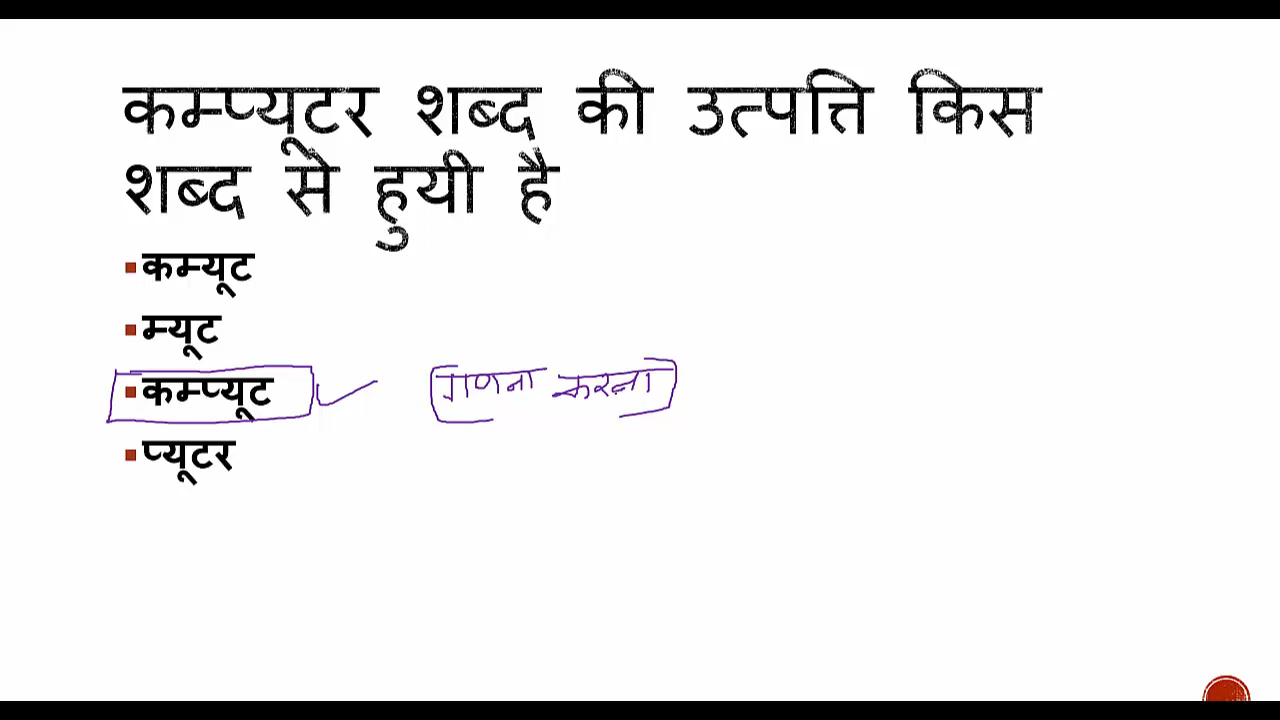 कम्प्यूटर शब्द की उत्पत्ति किस
शब्द से हुयी है
▪कम्यूट
▪म्यूट
▪कम्प्यूट [गणना करना]
▪प्यूटर